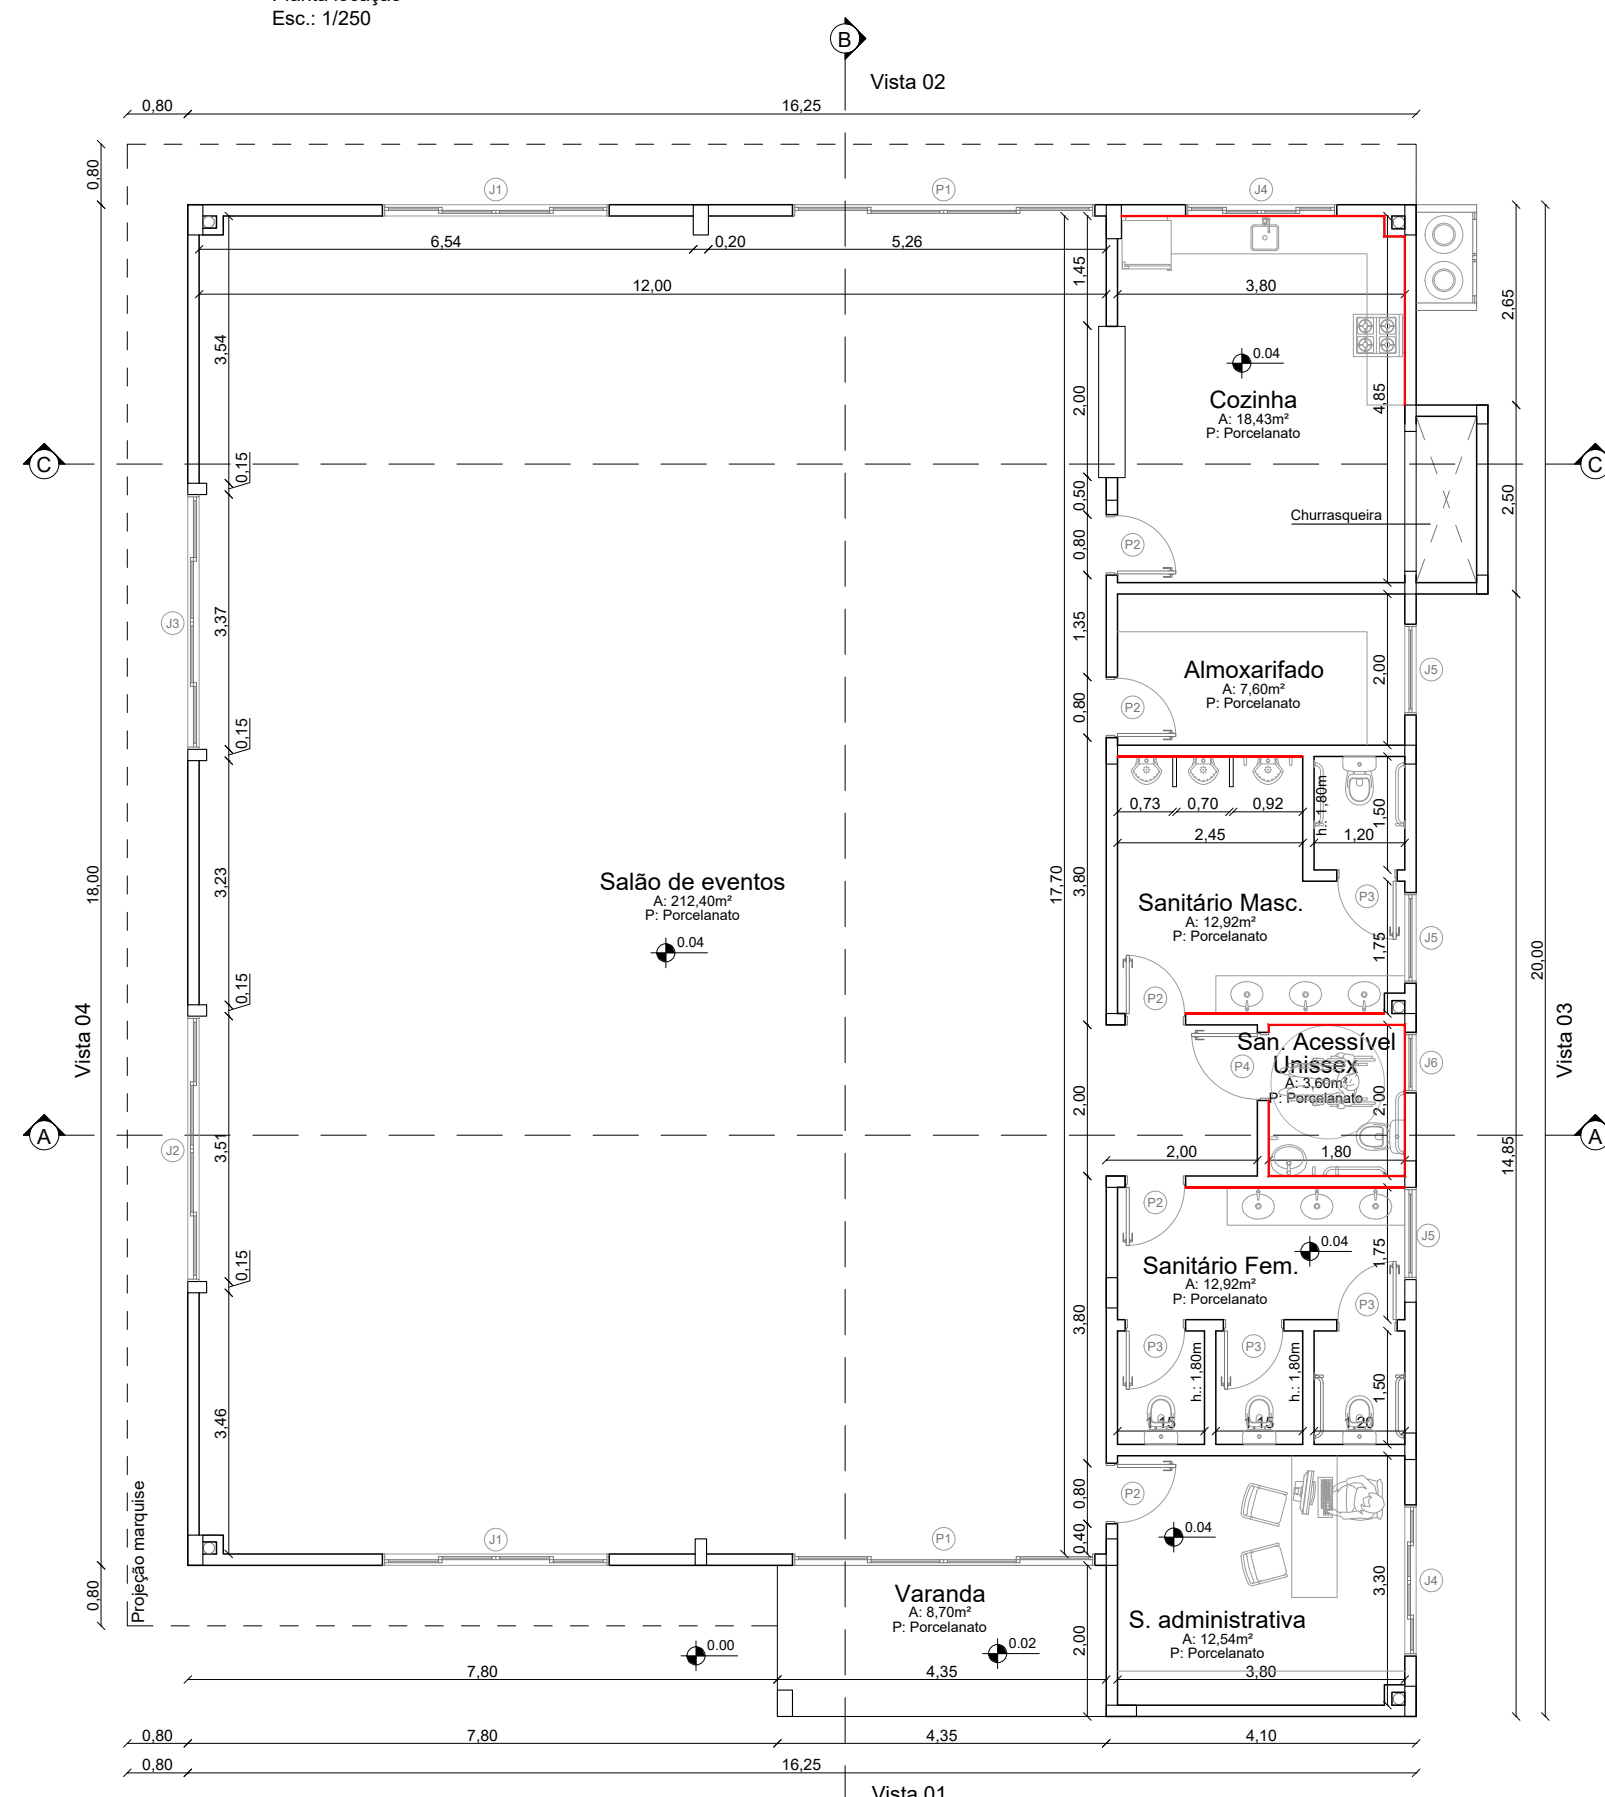 Esc.: 1/250
B
Vista 02
0,80
16,25
0,80
J1
P1
J4
6,54
0,20
5,26
1,45
12,00
3,80
2,65
3,54
0.04
Cozinha
A: 18,43m²
P: Porcelanato
2,00
4,85
C
C
0,15
0,50
2,50
Churrasqueira
0,80
P2
J3
3,37
1,35
Almoxarifado
A: 7,60m²
P: Porcelanato
2,00
J5
0,80
P2
0,15
0,73
0,70
0,92
h.: 1,80m
1,50
2,45
1,20
18,00
3,23
Salão de eventos
A: 212,40m²
P: Porcelanato
0.04
17,70
3,80
Sanitário Masc.
A: 12,92m²
P: Porcelanato
P3
1,75
J5
20,00
0,15
P2
Vista 04
Vista 03
San. Acessível
Unissex
A: 3,60m²
P: Porcelanato
P4
J6
2,00
2,00
A
A
J2
3,51
2,00
1,80
14,85
P2
0.04
1,75
J5
0,15
Sanitário Fem.
A: 12,92m²
P: Porcelanato
3,80
P3
P3
P3
h.: 1,80m
h.: 1,80m
1,50
3,46
1,15
1,15
1,20
Projeção marquise
0,80
P2
0,40
0.04
J1
P1
0,80
Varanda
A: 8,70m²
P: Porcelanato
3,30
J4
S. administrativa
A: 12,54m²
P: Porcelanato
0.00
0.02
2,00
7,80
4,35
3,80
0,80
7,80
4,35
4,10
0,80
16,25
Vista 01